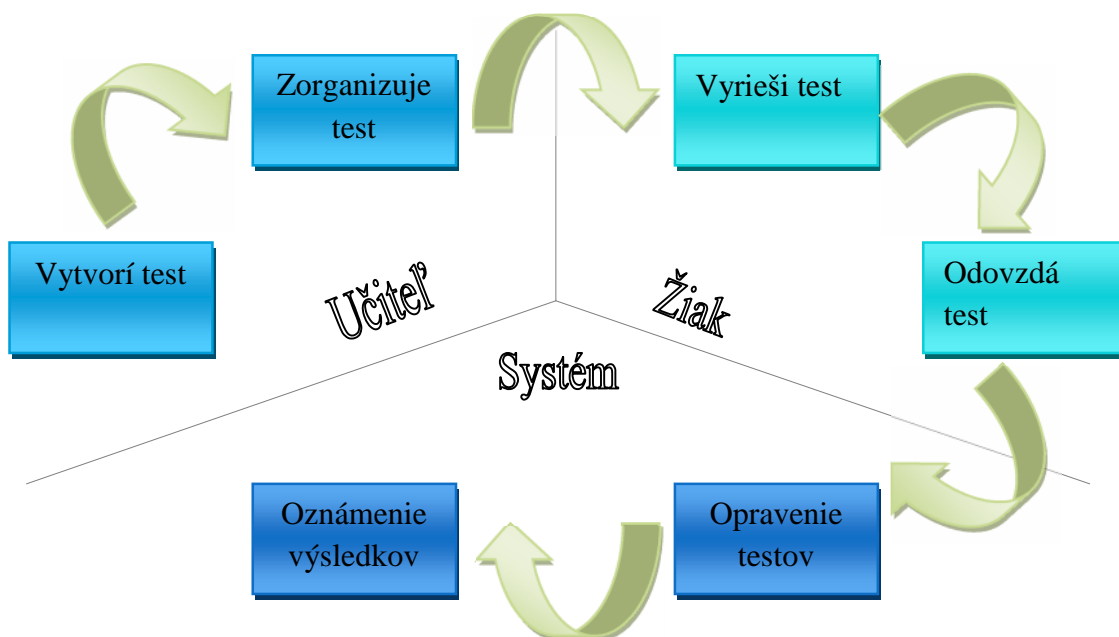 Zorganizuje
test
Vyrieši test
Vytvorí test
Odovzdá
test
Učiteľ
Žiak
Systém
Oznámenie
výsledkov
Opravenie
testov